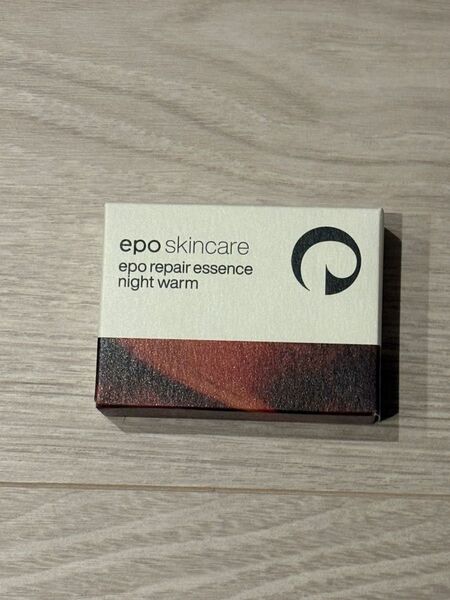 epo skincare
epo repair essence
night warm